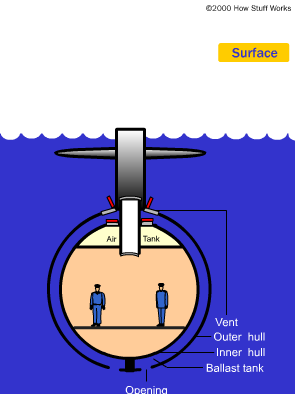 ©2000 How Stuff Works
Surface
Air Tank
Vent
Outer hull
Inner hull
Ballast tank
Opening